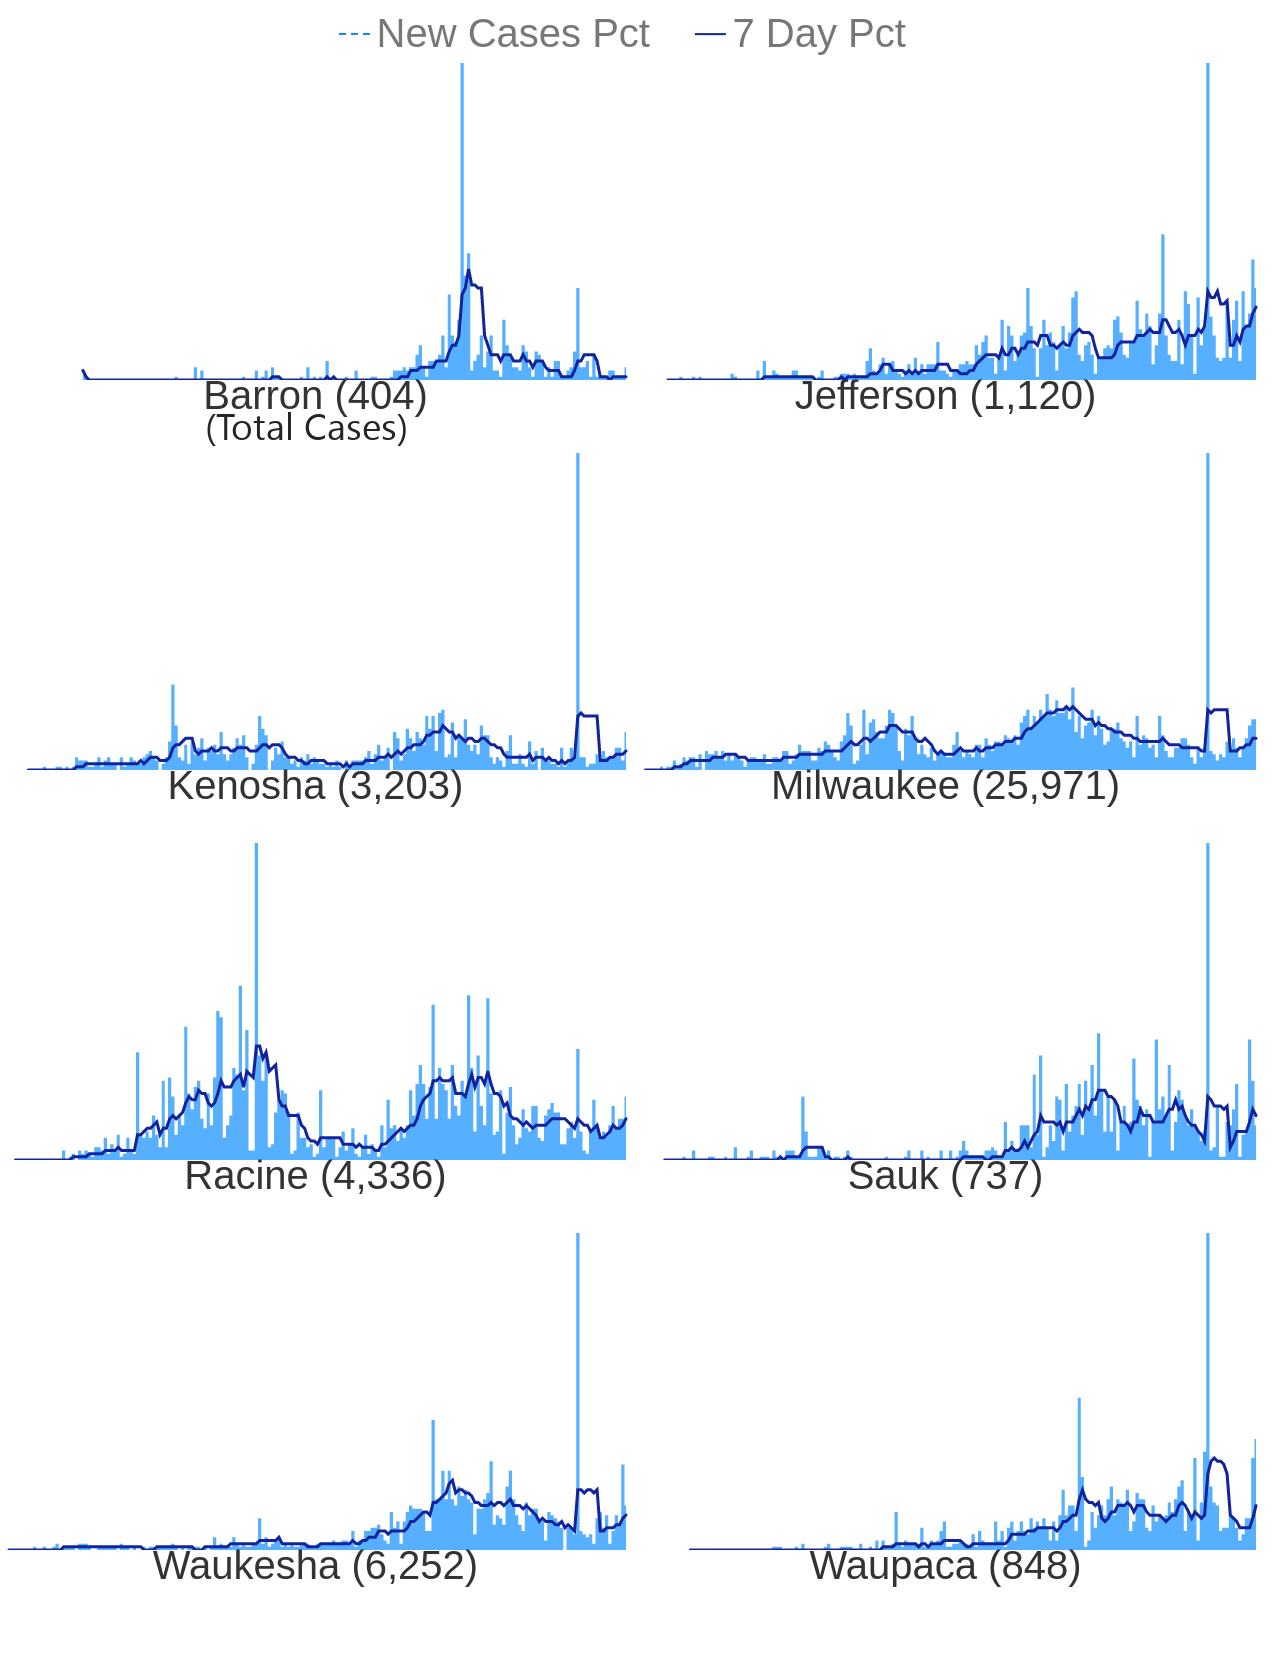 New Cases Pct 7 Day Pct
Barron (404) Jefferson (1,120)
(Total Cases)
Kenosha (3,203) Milwaukee (25,971)
Racine (4,336) Sauk (737)
Waukesha (6,252) Waupaca (848)